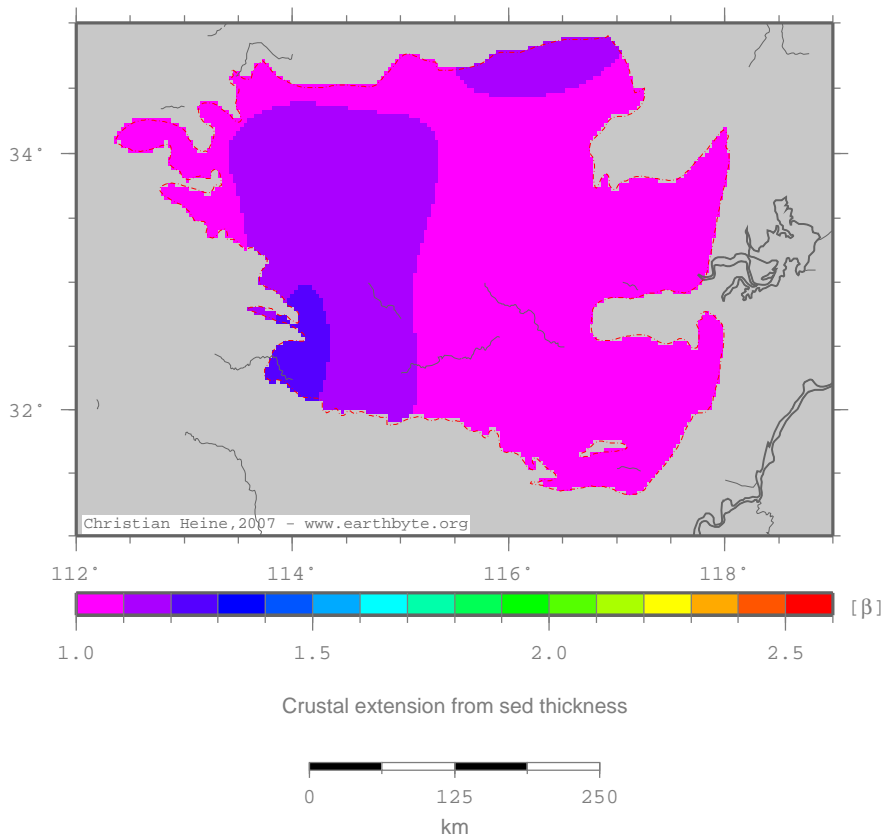 34°
32°
Christian Heine,2007 - www.earthbyte.org
112° 114° 116° 118°
[β]
1.0 1.5 2.0 2.5
Crustal extension from sed thickness
0 125 250
km